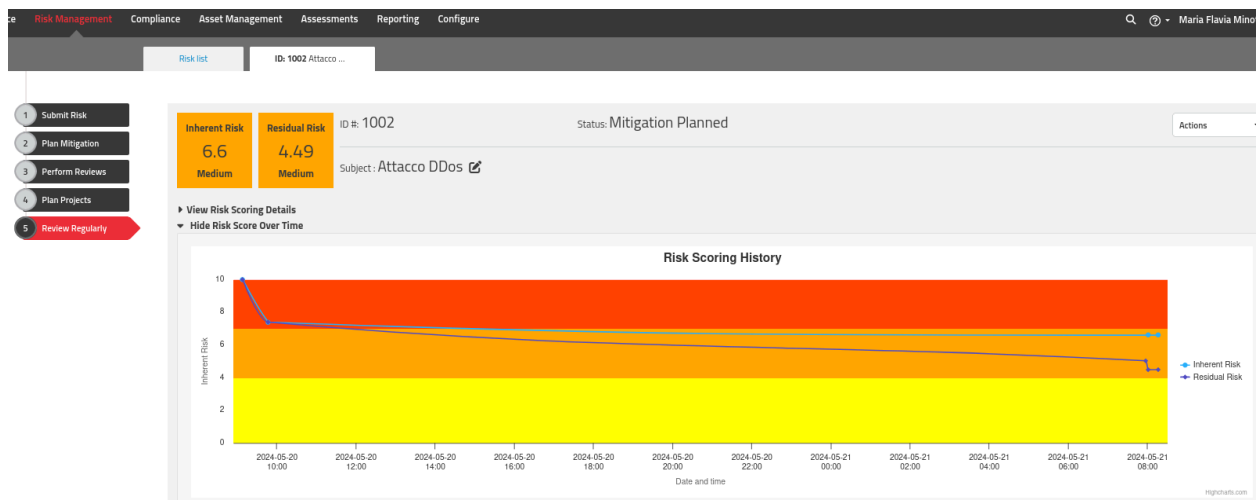 ce Risk Management Compliance Asset Management Assessments Reporting Configure Maria Flavia Minot
Risk list ID: 1002 Attacco ...
1 Submit Risk
2 Plan Mitigation
3 Perform Reviews
4 Plan Projects
5 Review Regularly
Inherent Risk
6.6
Medium
Residual Risk
4.49
Medium
ID #: 1002
Status: Mitigation Planned
Actions
Subject : Attacco DDos
View Risk Scoring Details
Hide Risk Score Over Time
Risk Scoring History
Inherent Risk
10
8
6
4
2
0
2024-05-20 10:00
2024-05-20 12:00
2024-05-20 14:00
2024-05-20 16:00
2024-05-20 18:00
2024-05-20 20:00
2024-05-20 22:00
2024-05-21 00:00
2024-05-21 02:00
2024-05-21 04:00
2024-05-21 06:00
2024-05-21 08:00
Date and time
Inherent Risk
Residual Risk
Highcharts.com